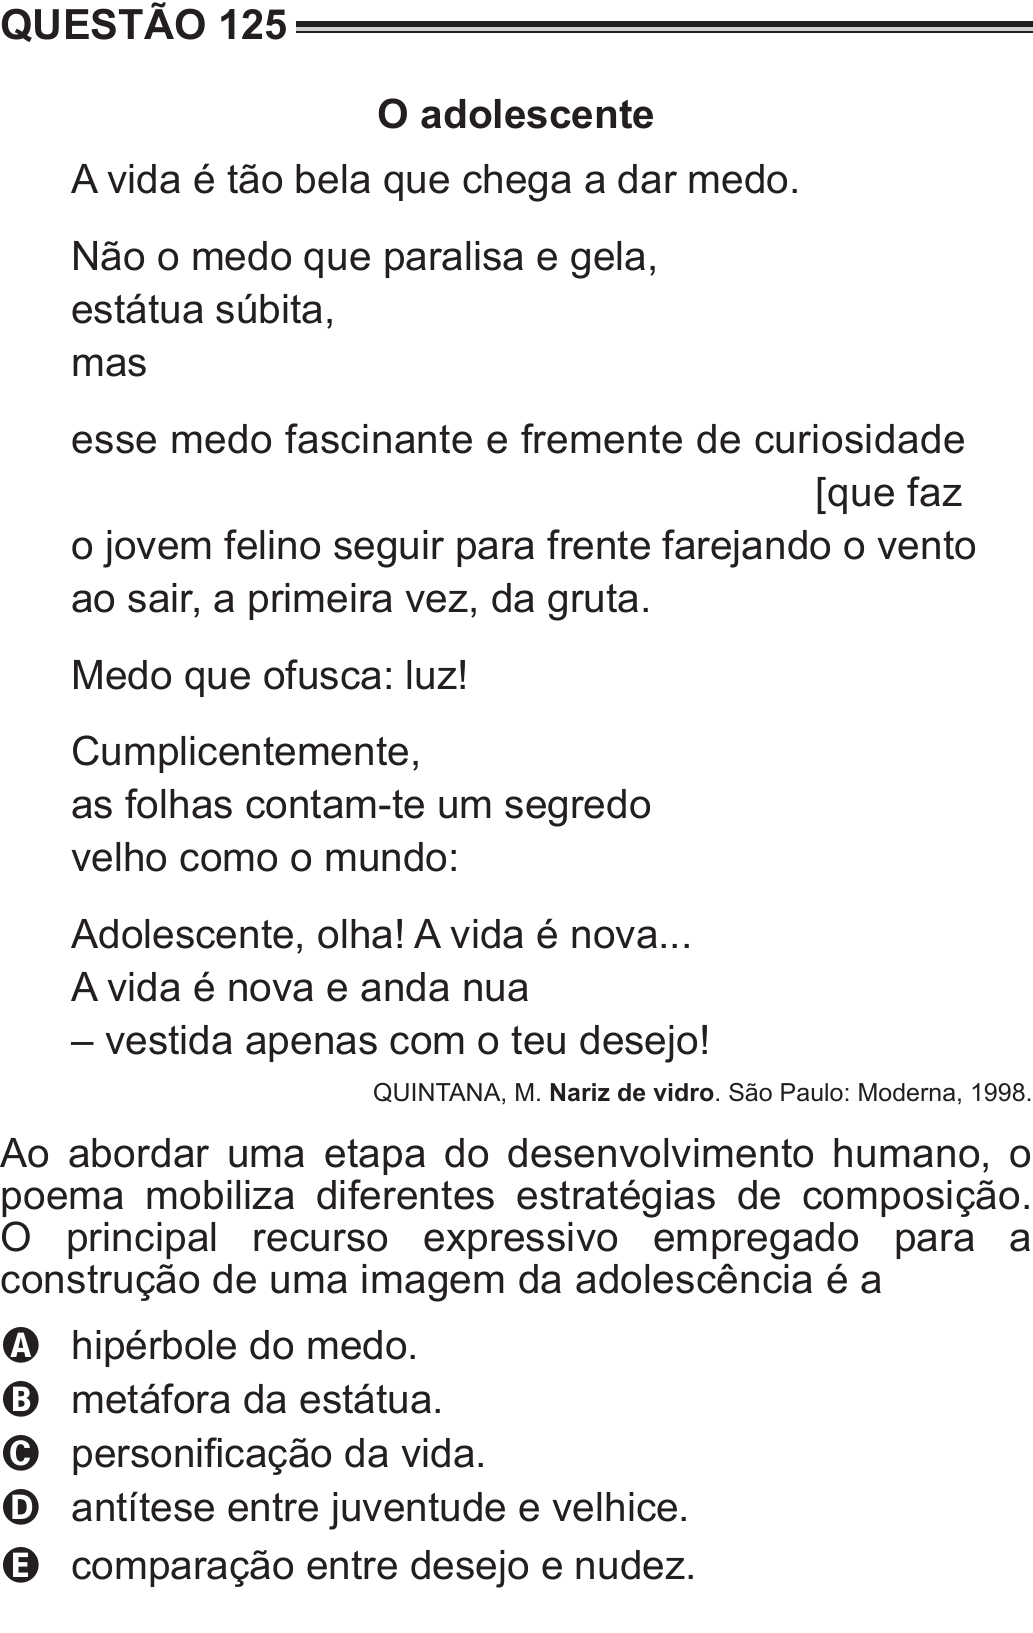 QUESTÃO 125
O adolescente
A vida é tão bela que chega a dar medo.
Não o medo que paralisa e gela,
estátua súbita,
mas
esse medo fascinante e fremente de curiosidade
[que faz
o jovem felino seguir para frente farejando o vento
ao sair, a primeira vez, da gruta.
Medo que ofusca: luz!
Cumplicentemente,
as folhas contam-te um segredo
velho como o mundo:
Adolescente, olha! A vida é nova...
A vida é nova e anda nua
– vestida apenas com o teu desejo!
QUINTANA, M. Nariz de vidro. São Paulo: Moderna, 1998.
Ao abordar uma etapa do desenvolvimento humano, o
poema mobiliza diferentes estratégias de composição.
O principal recurso expressivo empregado para a
construção de uma imagem da adolescência é a
A hipérbole do medo.
B metáfora da estátua.
C personificação da vida.
D antítese entre juventude e velhice.
E comparação entre desejo e nudez.